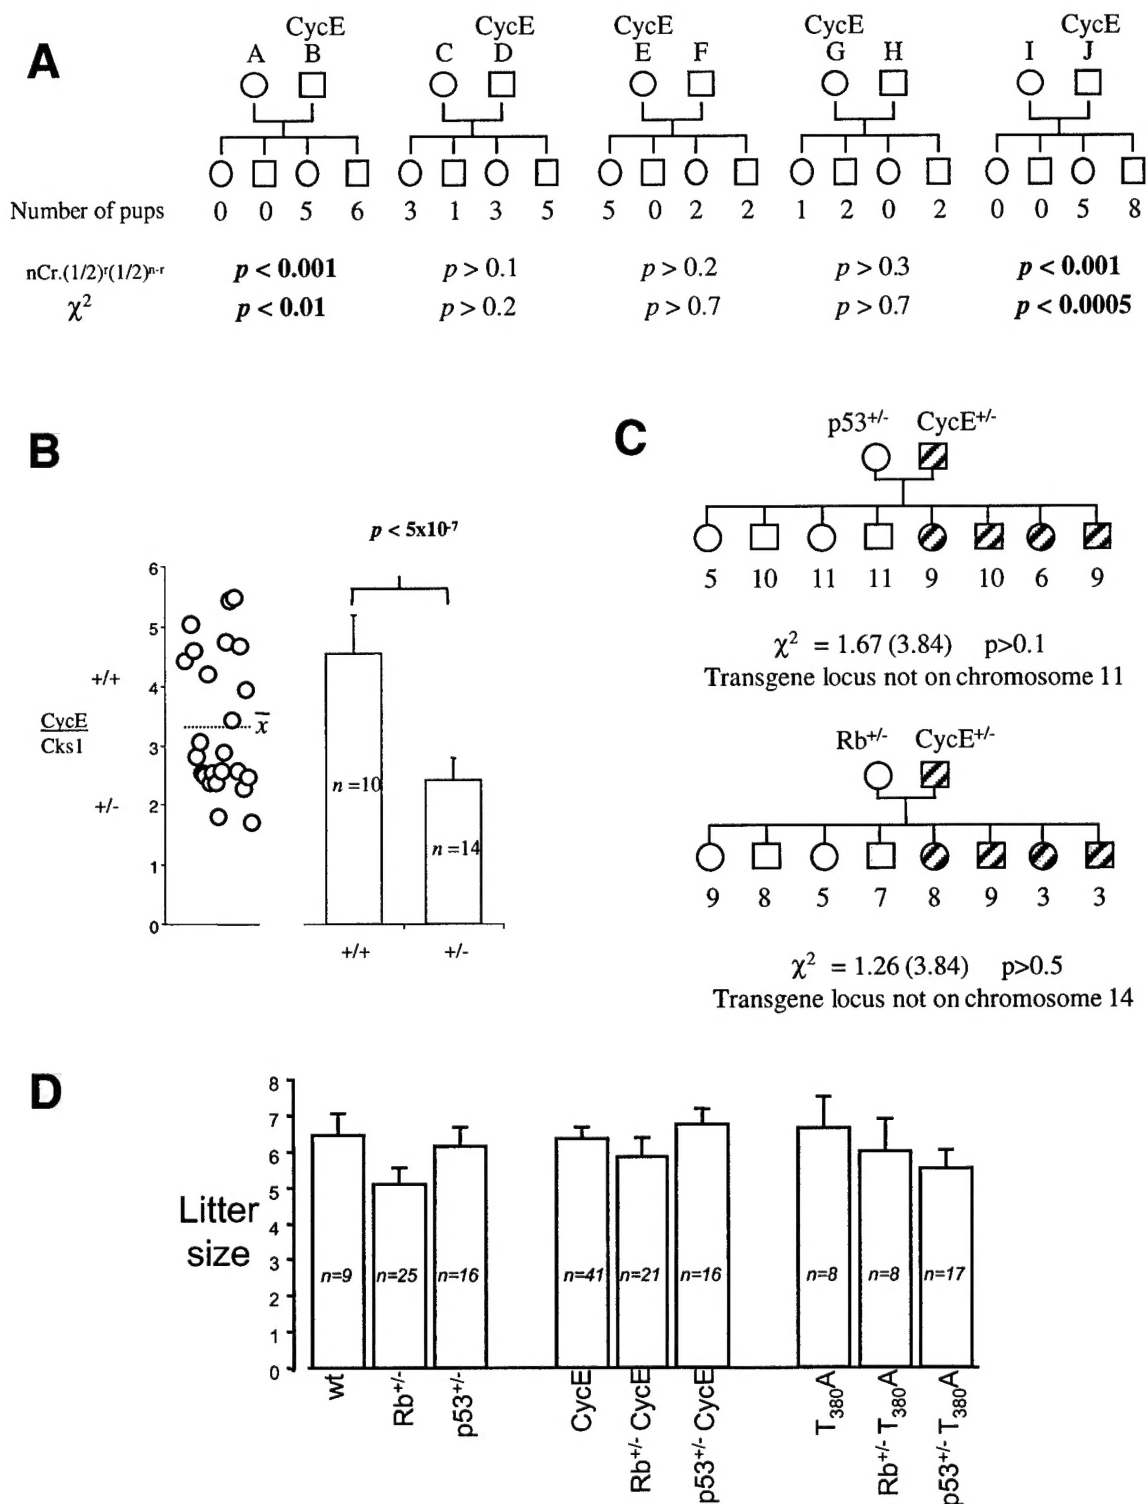 A
CycE CycE CycE CycE CycE
A B C D E F G H I J
Number of pups 0 0 5 6 3 1 3 5 5 0 2 2 1 2 0 2 0 0 5 8
nCr.(1/2)ʳ(1/2)ⁿ⁻ʳ p < 0.001 p > 0.1 p > 0.2 p > 0.3 p < 0.001
χ² p < 0.01 p > 0.2 p > 0.7 p > 0.7 p < 0.0005
B
p < 5x10⁻⁷
6
5
4
3
2
1
0
+/+
CycE
Cks1
+/-
x̅
n =10
n =14
+/+ +/-
C
p53⁺/⁻ CycE⁺/⁻
5 10 11 11 9 10 6 9
χ² = 1.67 (3.84) p>0.1
Transgene locus not on chromosome 11
Rb⁺/⁻ CycE⁺/⁻
9 8 5 7 8 9 3 3
χ² = 1.26 (3.84) p>0.5
Transgene locus not on chromosome 14
D
Litter
size
8
7
6
5
4
3
2
1
0
n=9 n=25 n=16 n=41 n=21 n=16 n=8 n=8 n=17
wt
Rb⁺/⁻
p53⁺/⁻
CycE
Rb⁺/⁻ CycE
p53⁺/⁻ CycE
T₃₈₀A
Rb⁺/⁻ T₃₈₀A
p53⁺/⁻ T₃₈₀A